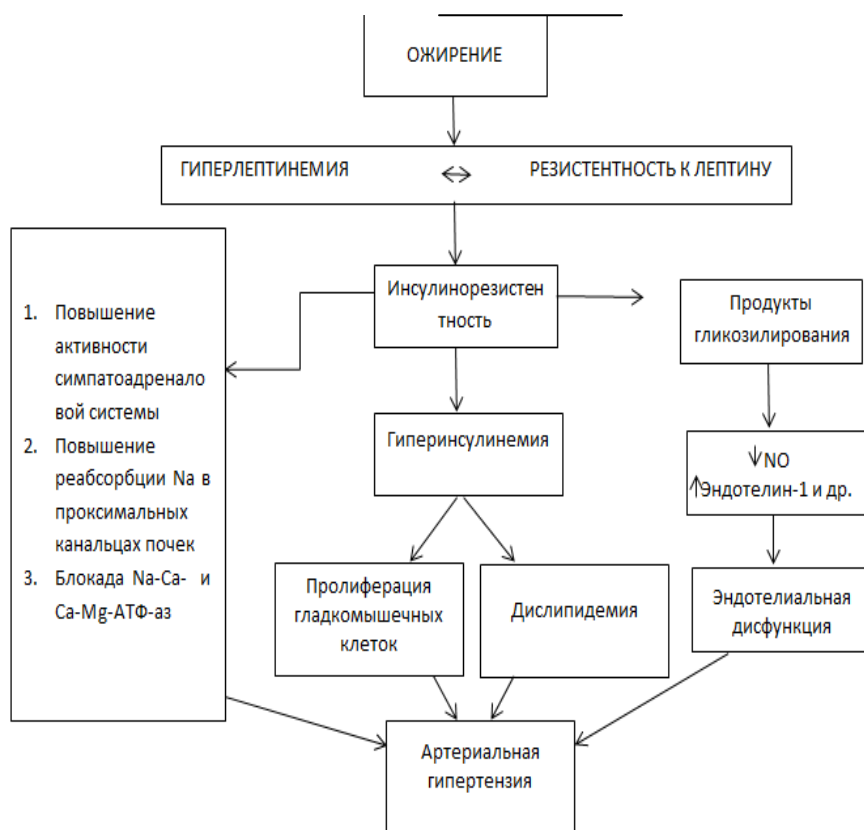 ОЖИРЕНИЕ
ГИПЕРЛЕПТИНЕМИЯ ⇔ РЕЗИСТЕНТНОСТЬ К ЛЕПТИНУ
Инсулинорезистен
тность
Продукты
гликозилирования
1. Повышение
активности
симпатоадренало
вой системы
2. Повышение
реабсорбции Na в
проксимальных
канальцах почек
3. Блокада Na-Ca- и
Ca-Mg-АТФ-аз
Гиперинсулинемия
↓NO
↑Эндотелин-1 и др.
Пролиферация
гладкомышечных
клеток
Дислипидемия
Эндотелиальная
дисфункция
Артериальная
гипертензия